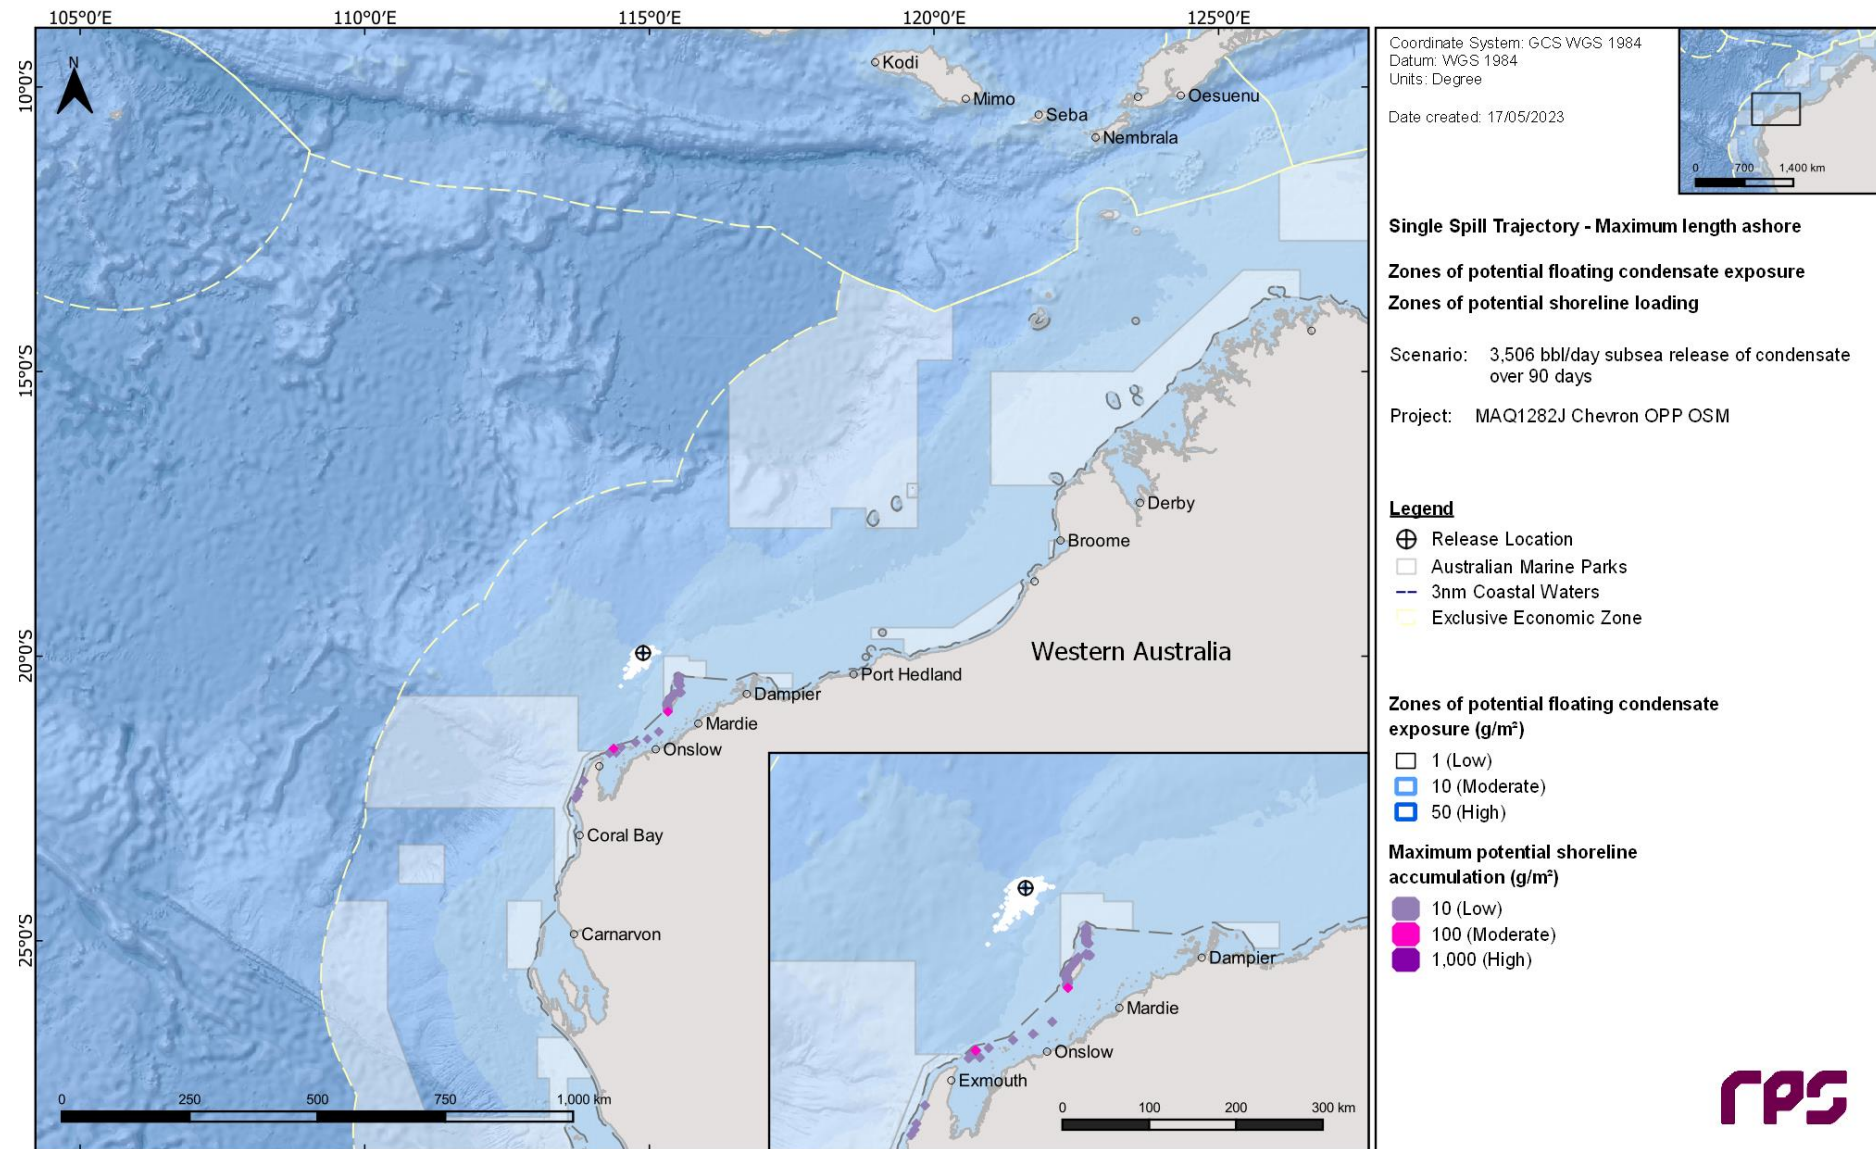 105°0'E
110°0'E
115°0'E
120°0'E
125°0'E
10°0'S
15°0'S
20°0'S
25°0'S
N
Kodi
Mimo
Seba
Oesuenu
Nembrala
Derby
Broome
Western Australia
Port Hedland
Dampier
Mardie
Onslow
Coral Bay
Carnarvon
0 250 500 750 1,000 km
Dampier
Mardie
Onslow
Exmouth
0 100 200 300 km
Coordinate System: GCS WGS 1984
Datum: WGS 1984
Units: Degree
Date created: 17/05/2023
0 700 1,400 km
Single Spill Trajectory - Maximum length ashore
Zones of potential floating condensate exposure
Zones of potential shoreline loading
Scenario: 3,506 bbl/day subsea release of condensate
over 90 days
Project: MAQ1282J Chevron OPP OSM
Legend
Release Location
Australian Marine Parks
3nm Coastal Waters
Exclusive Economic Zone
Zones of potential floating condensate
exposure (g/m²)
1 (Low)
10 (Moderate)
50 (High)
Maximum potential shoreline
accumulation (g/m²)
10 (Low)
100 (Moderate)
1,000 (High)
rps